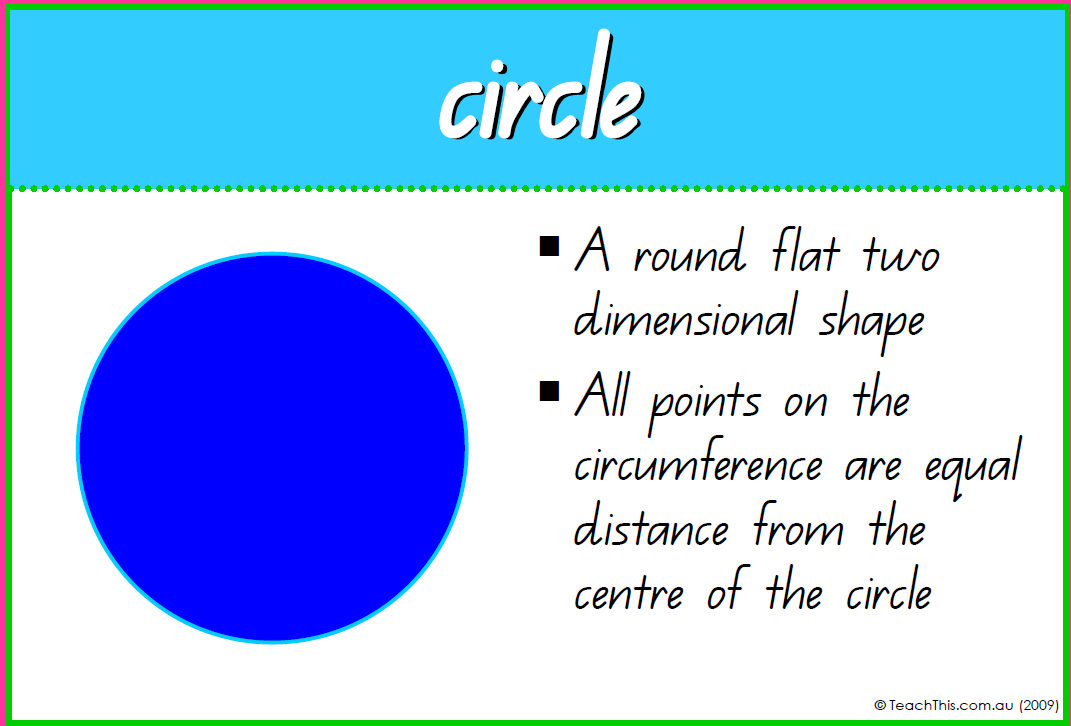 circle
▪ A round flat two
dimensional shape
▪ All points on the
circumference are equal
distance from the
centre of the circle
© TeachThis.com.au (2009)